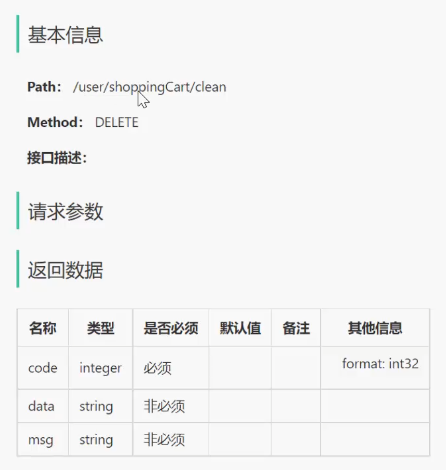 基本信息
Path: /user/shoppingCart/clean
Method: DELETE
接口描述:
请求参数
返回数据
名称 类型 是否必须 默认值 备注 其他信息
code integer 必须 format: int32
data string 非必须
msg string 非必须